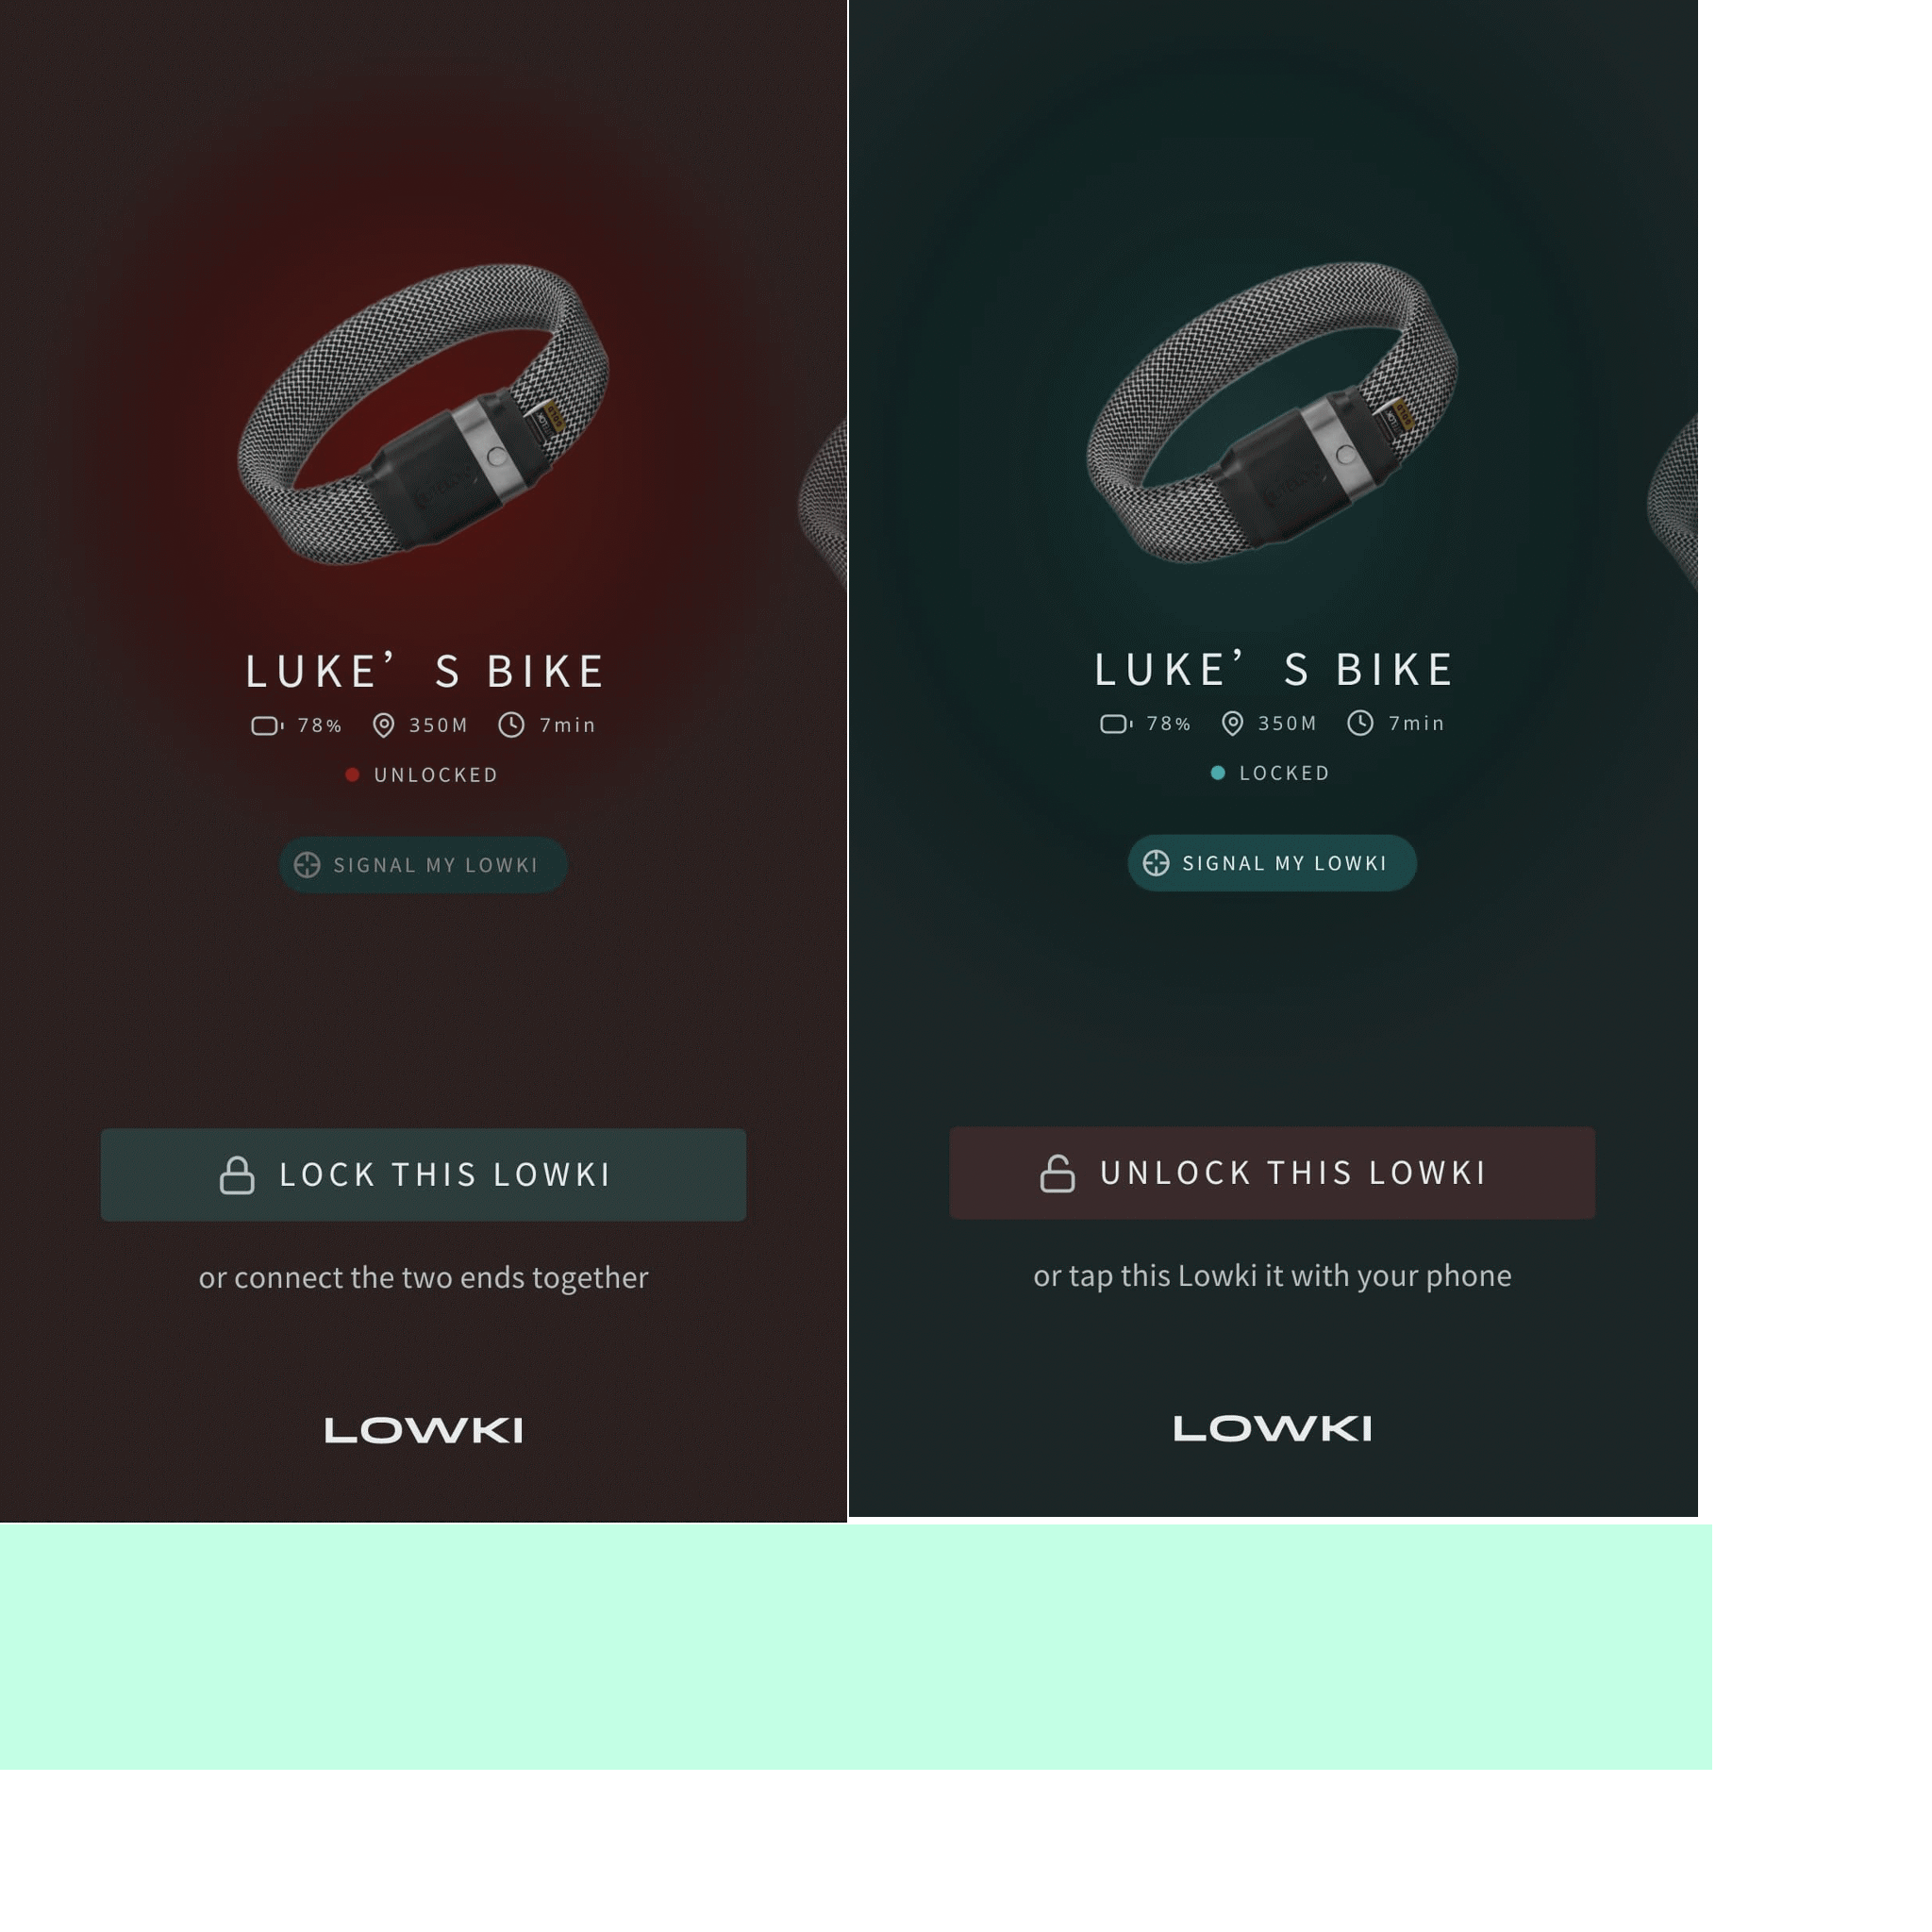 LUKE’S BIKE
78% 350M 7min
UNLOCKED
SIGNAL MY LOWKI
LOCK THIS LOWKI
or connect the two ends together
LOWKI
LUKE’S BIKE
78% 350M 7min
LOCKED
SIGNAL MY LOWKI
UNLOCK THIS LOWKI
or tap this Lowki it with your phone
LOWKI